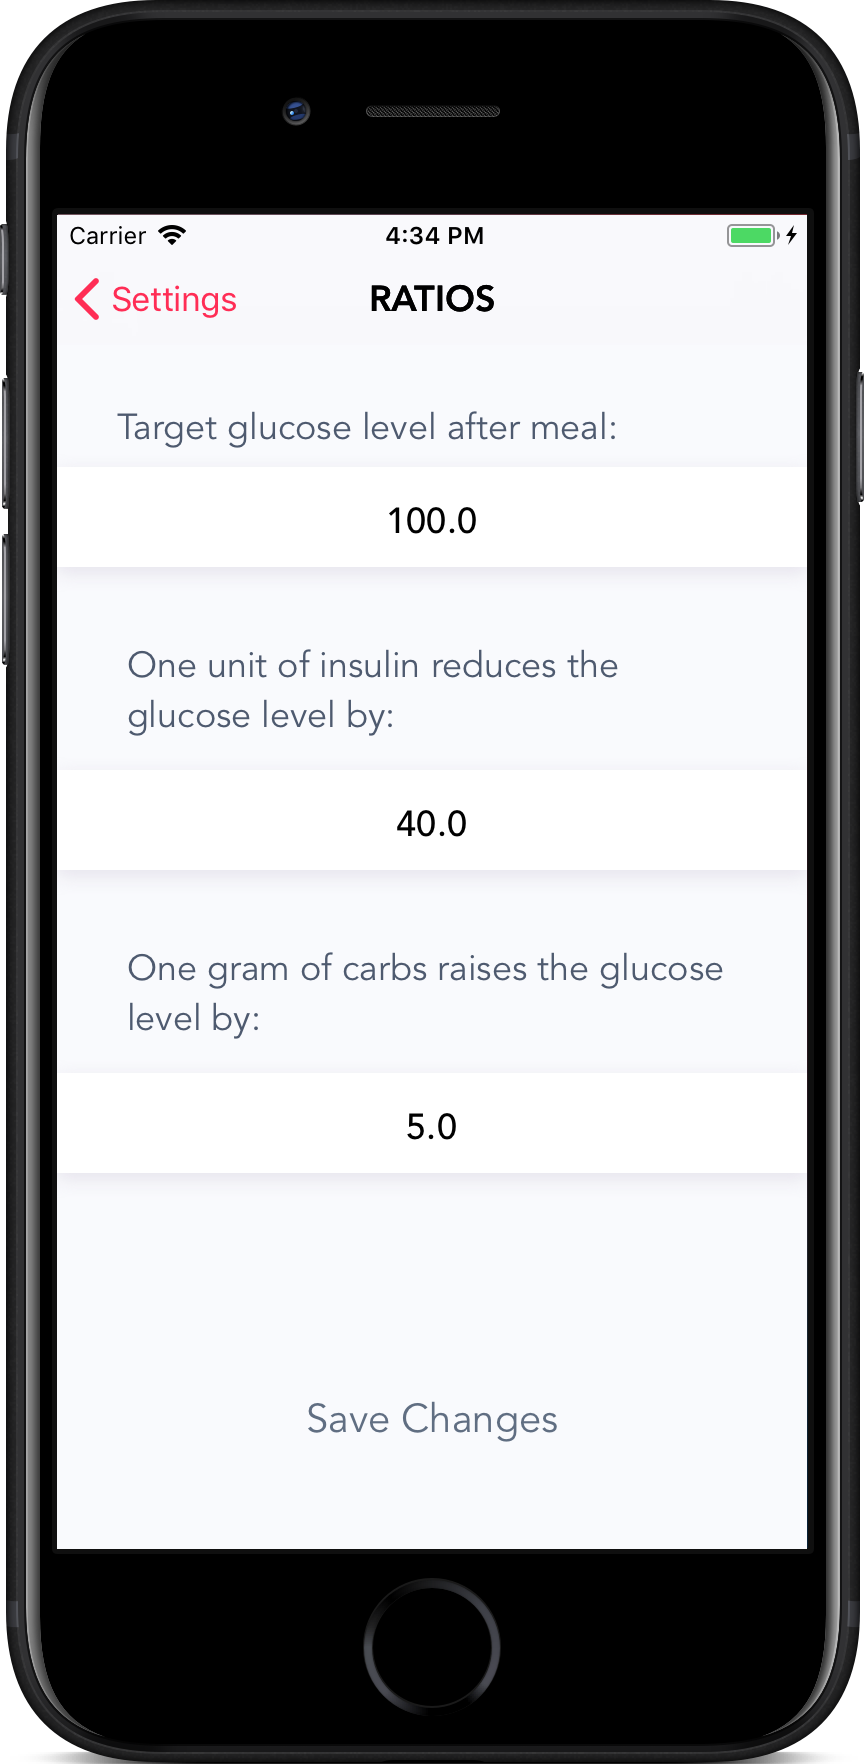 Carrier 4:34 PM
Settings RATIOS
Target glucose level after meal:
100.0
One unit of insulin reduces the
glucose level by:
40.0
One gram of carbs raises the glucose
level by:
5.0
Save Changes